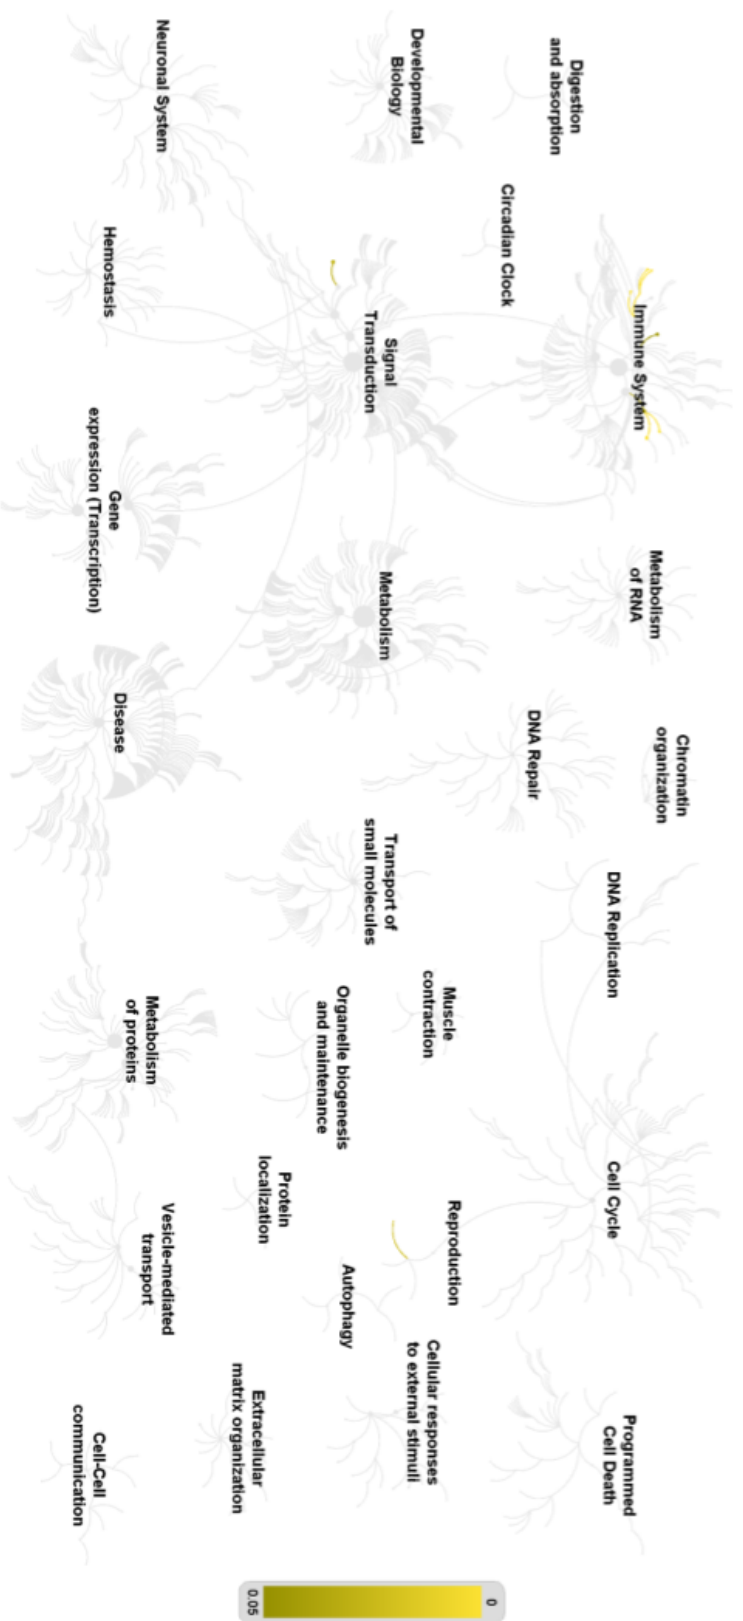 Digestion
and absorption
Developmental
Biology
Neuronal System
Circadian Clock
Hemostasis
Immune System
Signal
Transduction
Gene
expression (Transcription)
Metabolism
of RNA
Metabolism
Disease
Chromatin
organization
DNA Repair
Transport of
small molecules
DNA Replication
Muscle
contraction
Organelle biogenesis
and maintenance
Metabolism
of proteins
Cell Cycle
Protein
localization
Reproduction
Vesicle-mediated
transport
Autophagy
Cellular responses
to external stimuli
Extracellular
matrix organization
Programmed
Cell Death
Cell-Cell
communication
0
0.05